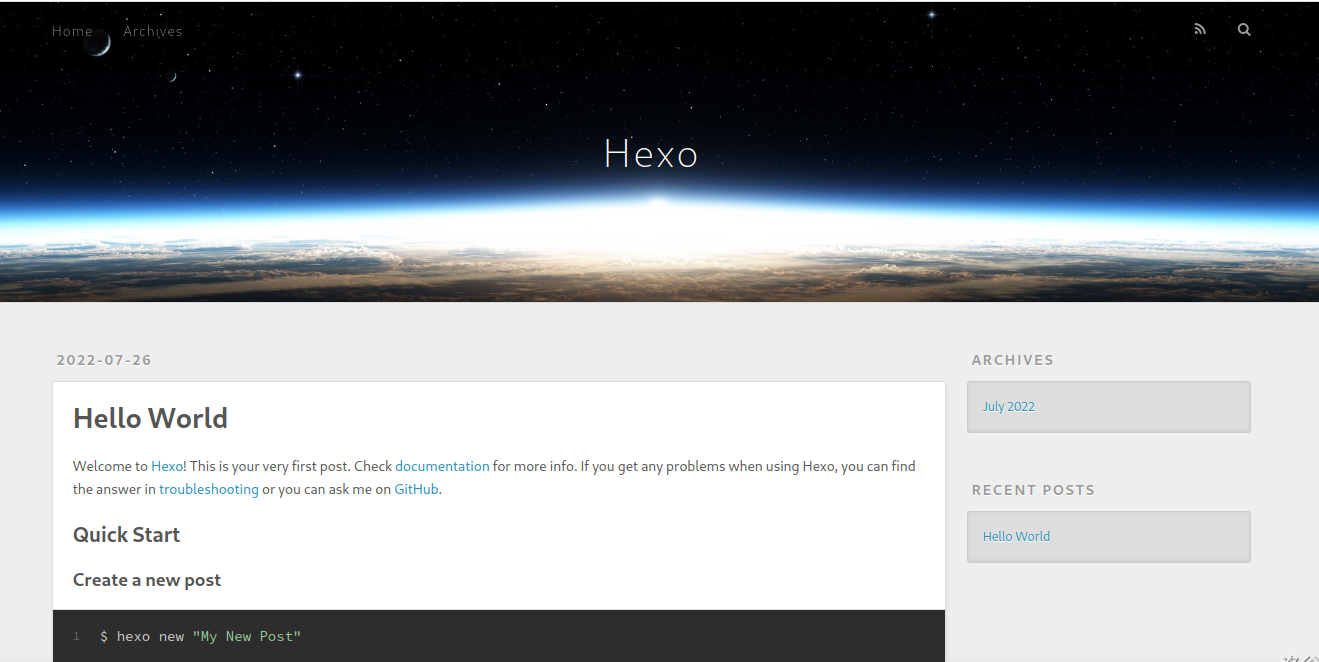 Home Archives
Hexo
2022-07-26
Hello World
Welcome to Hexo! This is your very first post. Check documentation for more info. If you get any problems when using Hexo, you can find
the answer in troubleshooting or you can ask me on GitHub.
Quick Start
Create a new post
1 $ hexo new "My New Post"
ARCHIVES
July 2022
RECENT POSTS
Hello World